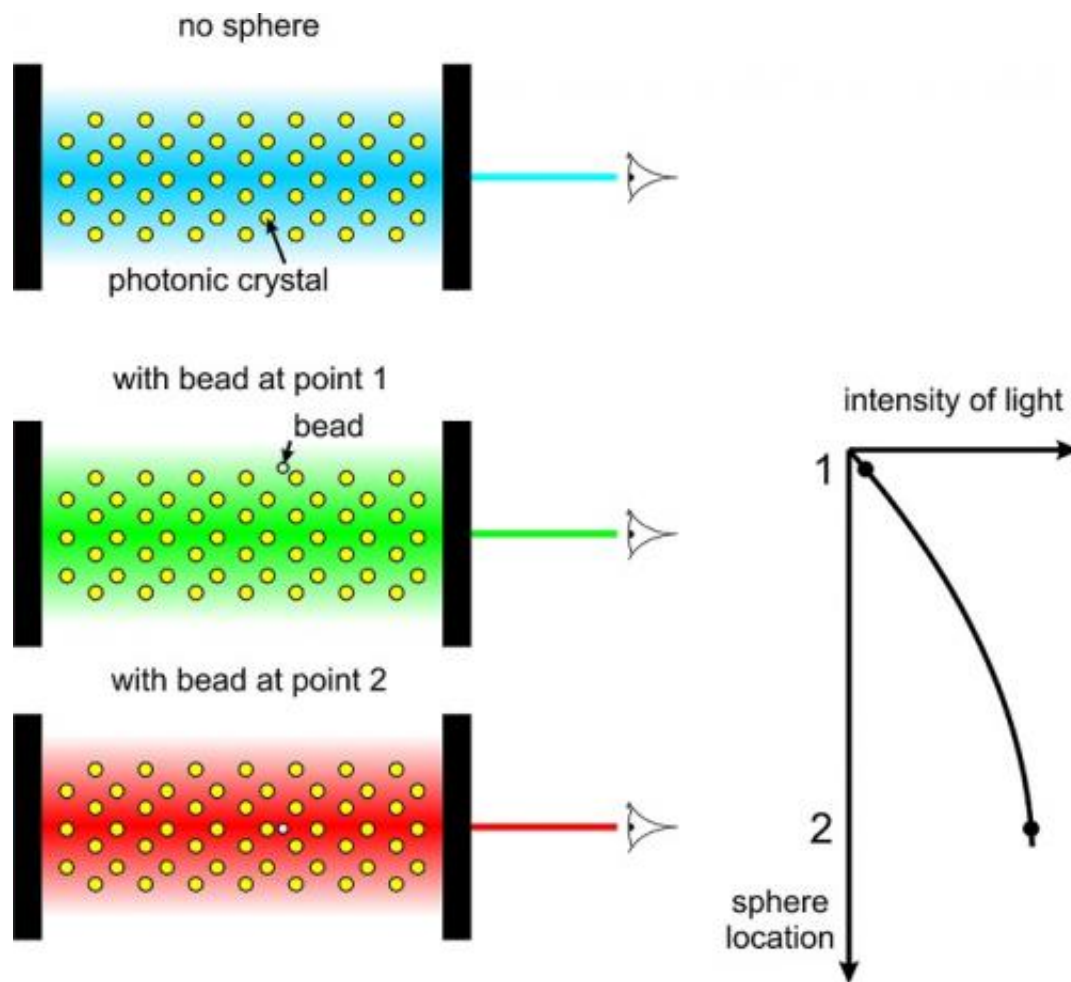 no sphere
photonic crystal
with bead at point 1
bead
with bead at point 2
intensity of light
1
2
sphere
location